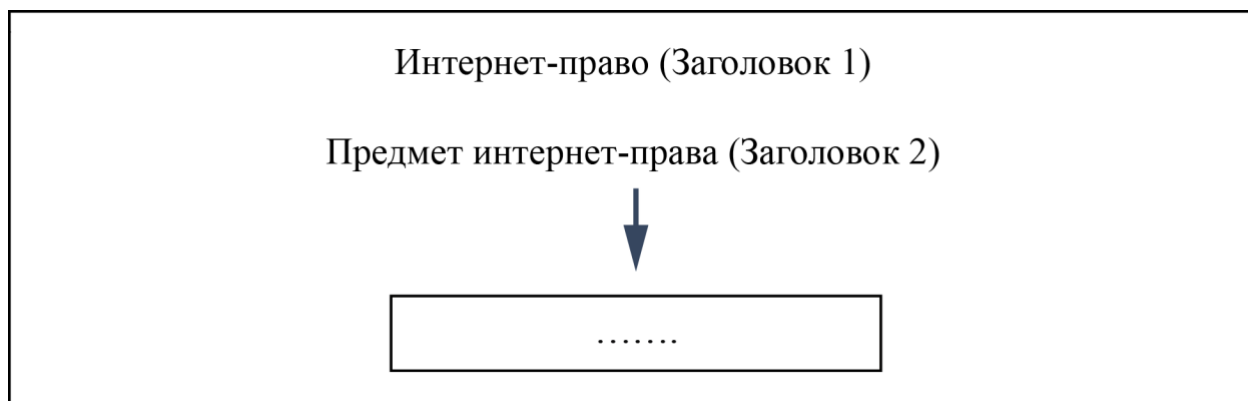 Интернет-право (Заголовок 1)
Предмет интернет-права (Заголовок 2)
.......